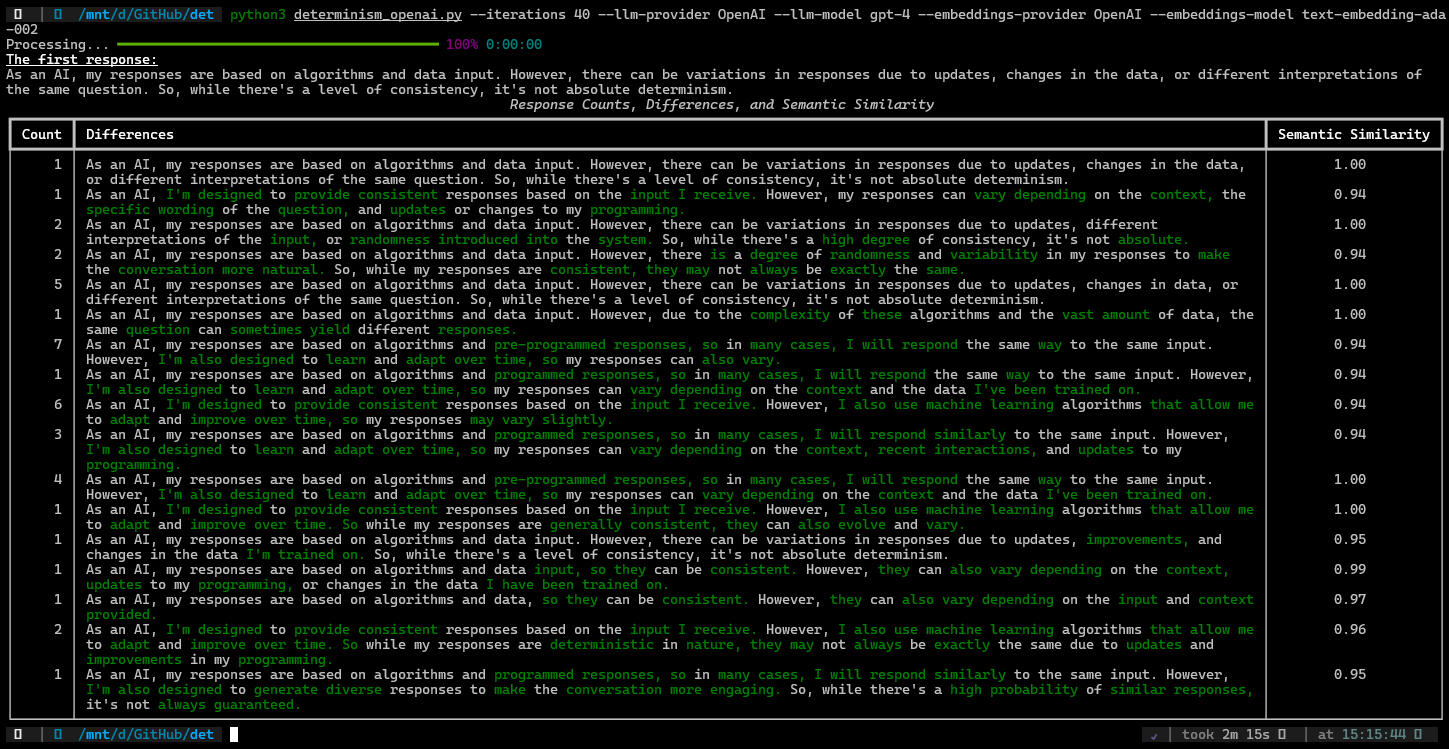 /mnt/d/GitHub/det python3 determinism_openai.py --iterations 40 --llm-provider OpenAI --llm-model gpt-4 --embeddings-provider OpenAI --embeddings-model text-embedding-ada
-002
Processing... 100% 0:00:00
The first response:
As an AI, my responses are based on algorithms and data input. However, there can be variations in responses due to updates, changes in the data, or different interpretations of
the same question. So, while there's a level of consistency, it's not absolute determinism.
Response Counts, Differences, and Semantic Similarity
Count Differences Semantic Similarity
1 As an AI, my responses are based on algorithms and data input. However, there can be variations in responses due to updates, changes in the data, 1.00
or different interpretations of the same question. So, while there's a level of consistency, it's not absolute determinism.
1 As an AI, I'm designed to provide consistent responses based on the input I receive. However, my responses can vary depending on the context, the 0.94
specific wording of the question, and updates or changes to my programming.
2 As an AI, my responses are based on algorithms and data input. However, there can be variations in responses due to updates, different 1.00
interpretations of the input, or randomness introduced into the system. So, while there's a high degree of consistency, it's not absolute.
2 As an AI, my responses are based on algorithms and data input. However, there is a degree of randomness and variability in my responses to make 0.94
the conversation more natural. So, while my responses are consistent, they may not always be exactly the same.
5 As an AI, my responses are based on algorithms and data input. However, there can be variations in responses due to updates, changes in data, or 1.00
different interpretations of the same question. So, while there's a level of consistency, it's not absolute determinism.
1 As an AI, my responses are based on algorithms and data input. However, due to the complexity of these algorithms and the vast amount of data, the 1.00
same question can sometimes yield different responses.
7 As an AI, my responses are based on algorithms and pre-programmed responses, so in many cases, I will respond the same way to the same input. 0.94
However, I'm also designed to learn and adapt over time, so my responses can also vary.
1 As an AI, my responses are based on algorithms and programmed responses, so in many cases, I will respond the same way to the same input. However, 0.94
I'm also designed to learn and adapt over time, so my responses can vary depending on the context and the data I've been trained on.
6 As an AI, I'm designed to provide consistent responses based on the input I receive. However, I also use machine learning algorithms that allow me 0.94
to adapt and improve over time, so my responses may vary slightly.
3 As an AI, my responses are based on algorithms and programmed responses, so in many cases, I will respond similarly to the same input. However, 0.94
I'm also designed to learn and adapt over time, so my responses can vary depending on the context, recent interactions, and updates to my
programming.
4 As an AI, my responses are based on algorithms and pre-programmed responses, so in many cases, I will respond the same way to the same input. 1.00
However, I'm also designed to learn and adapt over time, so my responses can vary depending on the context and the data I've been trained on.
1 As an AI, I'm designed to provide consistent responses based on the input I receive. However, I also use machine learning algorithms that allow me 1.00
to adapt and improve over time. So while my responses are generally consistent, they can also evolve and vary.
1 As an AI, my responses are based on algorithms and data input. However, there can be variations in responses due to updates, improvements, and 0.95
changes in the data I'm trained on. So, while there's a level of consistency, it's not absolute determinism.
1 As an AI, my responses are based on algorithms and data input, so they can be consistent. However, they can also vary depending on the context, 0.99
updates to my programming, or changes in the data I have been trained on.
1 As an AI, my responses are based on algorithms and data, so they can be consistent. However, they can also vary depending on the input and context 0.97
provided.
2 As an AI, I'm designed to provide consistent responses based on the input I receive. However, I also use machine learning algorithms that allow me 0.96
to adapt and improve over time. So while my responses are deterministic in nature, they may not always be exactly the same due to updates and
improvements in my programming.
1 As an AI, my responses are based on algorithms and programmed responses, so in many cases, I will respond similarly to the same input. However, 0.95
I'm also designed to generate diverse responses to make the conversation more engaging. So, while there's a high probability of similar responses,
it's not always guaranteed.
/mnt/d/GitHub/det ✓ | took 2m 15s | at 15:15:44